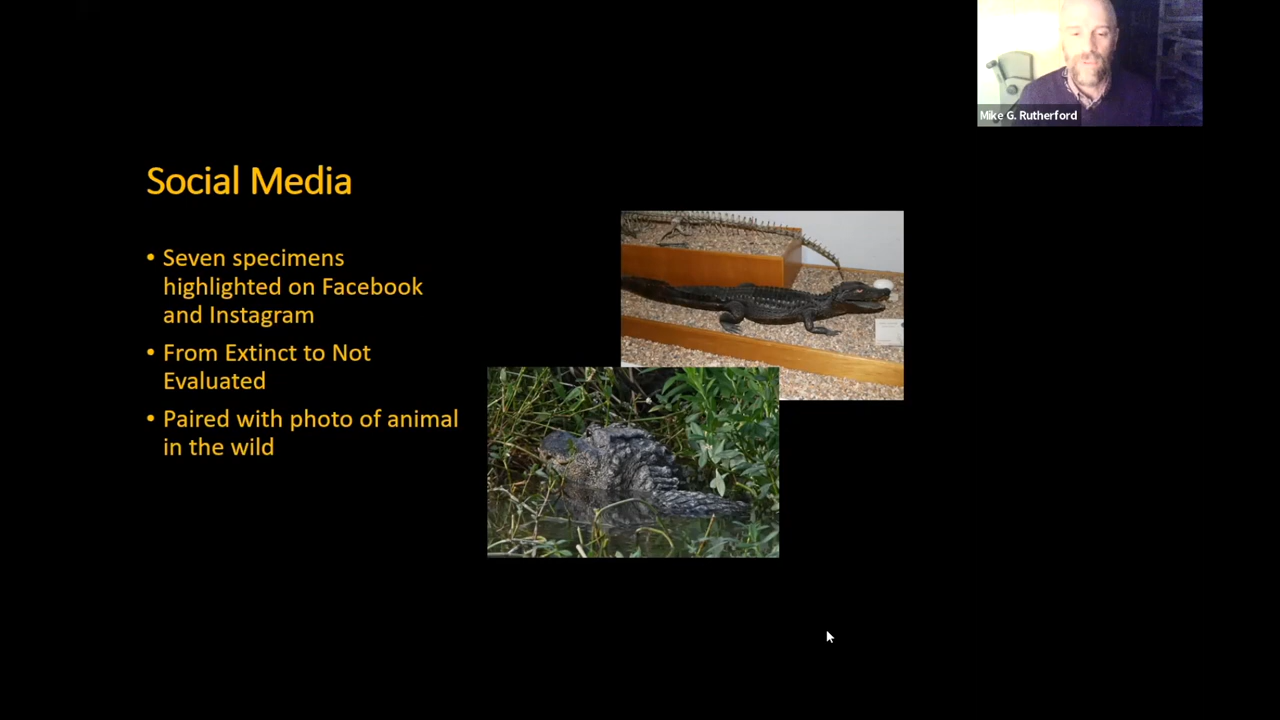 Mike G. Rutherford
Social Media
• Seven specimens
highlighted on Facebook
and Instagram
• From Extinct to Not
Evaluated
• Paired with photo of animal
in the wild